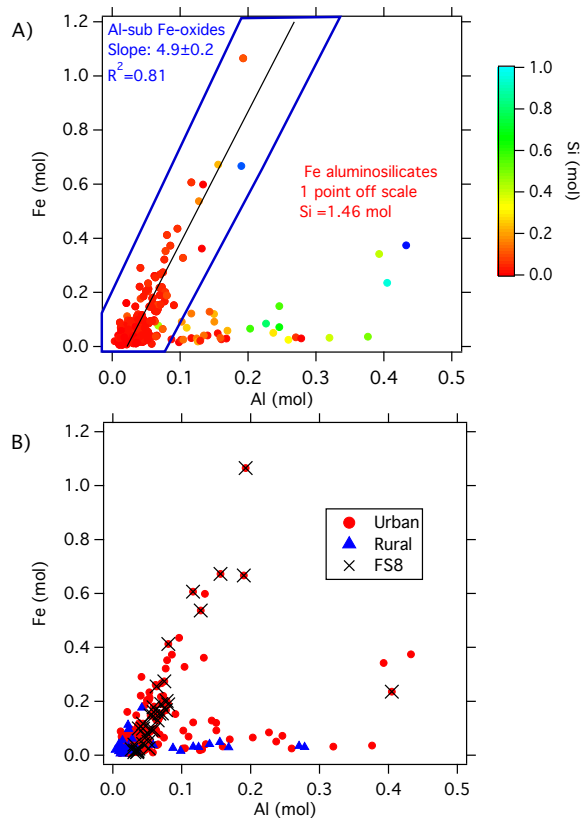 A)
Al-sub Fe-oxides
Slope: 4.9±0.2
R²=0.81
Fe aluminosilicates
1 point off scale
Si =1.46 mol
1.2
1.0
0.8
0.6
0.4
0.2
0.0
Fe (mol)
0.0 0.1 0.2 0.3 0.4 0.5
Al (mol)
1.0
0.8
0.6
0.4
0.2
0.0
Si (mol)
B)
1.2
1.0
0.8
0.6
0.4
0.2
0.0
Fe (mol)
Urban
Rural
FS8
0.0 0.1 0.2 0.3 0.4 0.5
Al (mol)